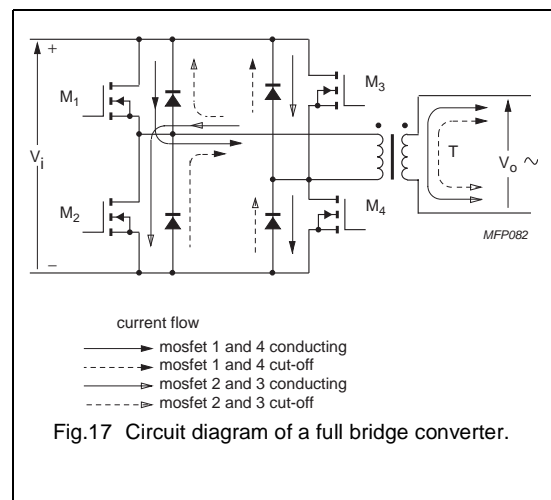 +
M1
M3
Vi
T
Vo ~
M2
M4
−
MFP082
current flow
mosfet 1 and 4 conducting
mosfet 1 and 4 cut-off
mosfet 2 and 3 conducting
mosfet 2 and 3 cut-off
Fig.17 Circuit diagram of a full bridge converter.